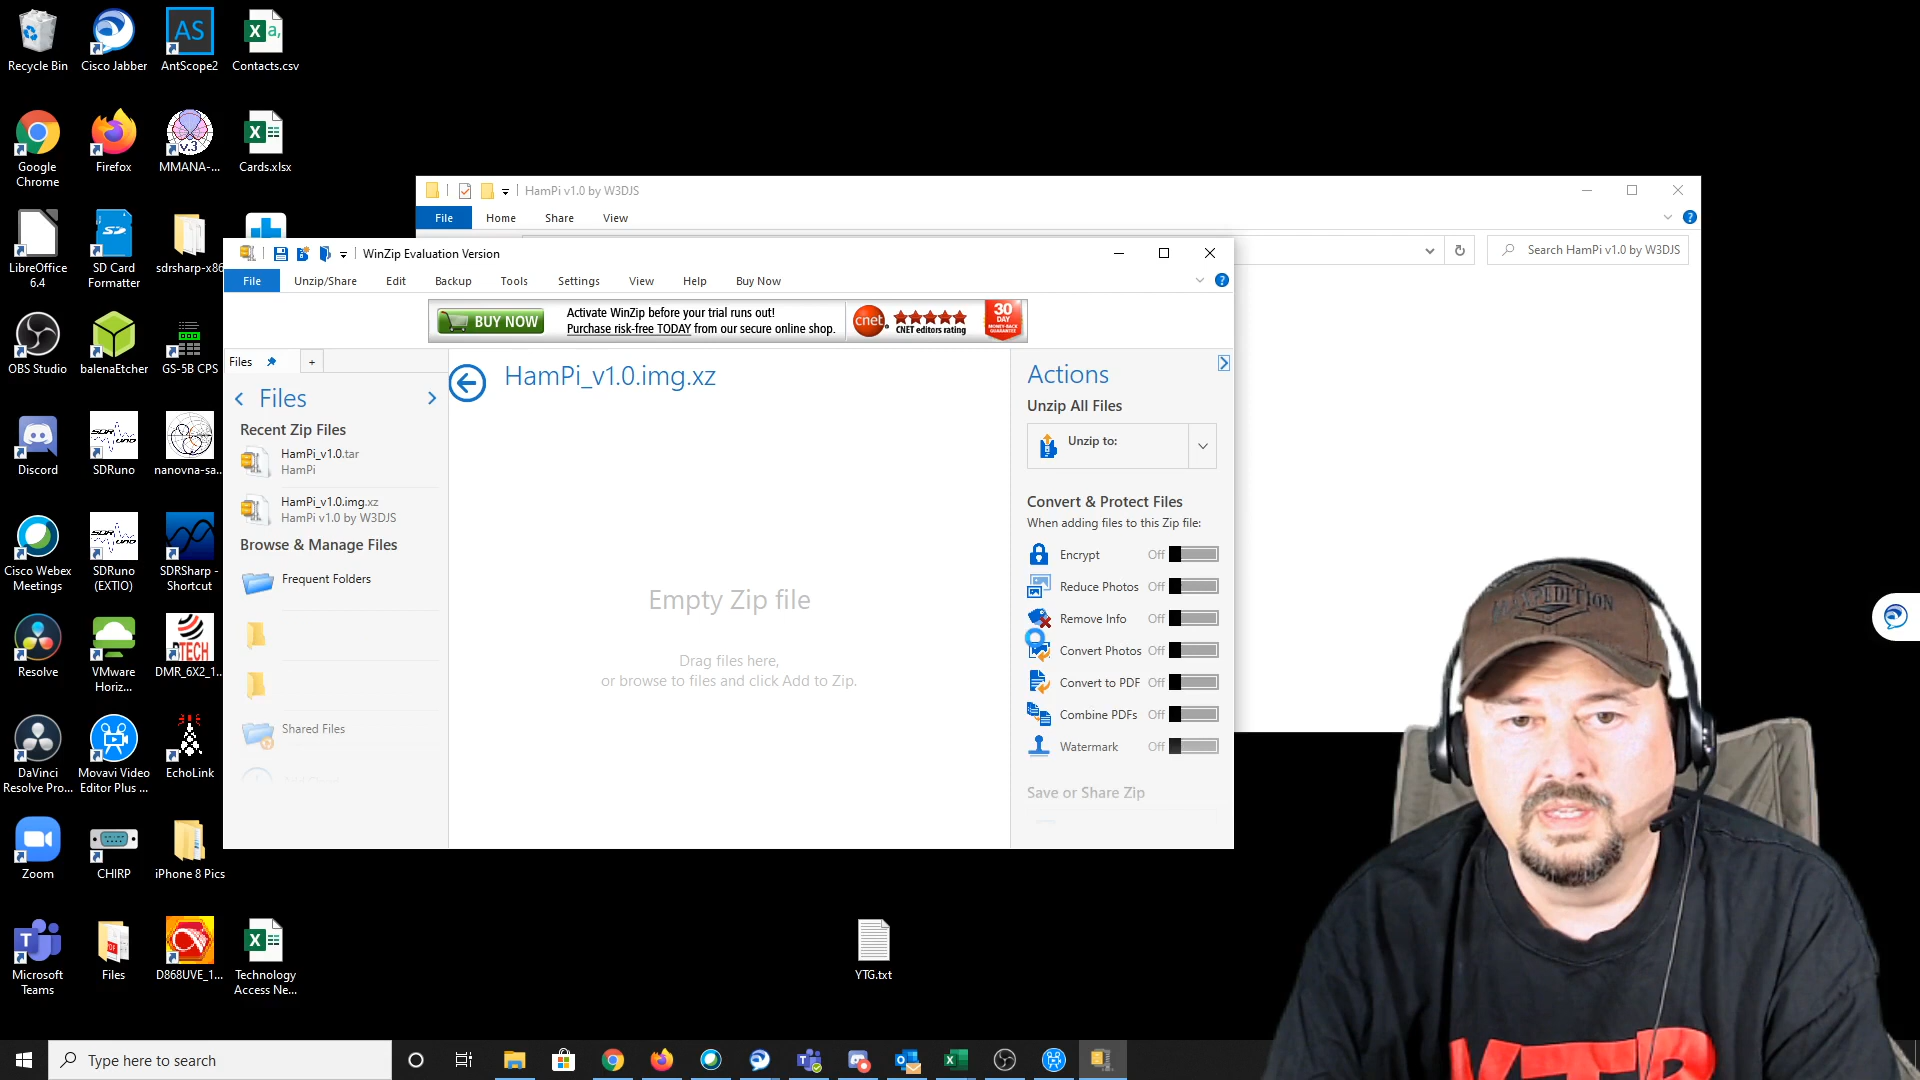 Recycle Bin
Cisco Jabber
AS
AntScope2
Contacts.csv
Google
Chrome
Firefox
v.3
MMANA-...
Cards.xlsx
LibreOffice
6.4
SD Card
Formatter
sdrsharp-x86
OBS Studio
balenaEtcher
GS-5B CPS
Discord
SDRuno
nanovna-sa...
Cisco Webex
Meetings
SDRuno
(EXTIO)
SDRSharp -
Shortcut
Resolve
VMware
Horiz...
DMR_6X2_1...
DaVinci
Resolve Pro...
Movavi Video
Editor Plus ...
EchoLink
Zoom
CHIRP
iPhone 8 Pics
Microsoft
Teams
Files
D868UVE_1...
Technology
Access Ne...
YTG.txt
HamPi v1.0 by W3DJS
File
Home
Share
View
Search HamPi v1.0 by W3DJS
WinZip Evaluation Version
File
Unzip/Share
Edit
Backup
Tools
Settings
View
Help
Buy Now
BUY NOW
Activate WinZip before your trial runs out!
Purchase risk-free TODAY from our secure online shop.
cnet
CNET editors rating
30
DAY
Files
+
Files
Recent Zip Files
HamPi_v1.0.tar
HamPi
HamPi_v1.0.img.xz
HamPi v1.0 by W3DJS
Browse & Manage Files
Frequent Folders
Shared Files
HamPi_v1.0.img.xz
Empty Zip file
Drag files here,
or browse to files and click Add to Zip.
Actions
Unzip All Files
Unzip to:
Convert & Protect Files
When adding files to this Zip file:
Encrypt Off
Reduce Photos Off
Remove Info Off
Convert Photos Off
Convert to PDF Off
Combine PDFs Off
Watermark Off
Save or Share Zip
Type here to search